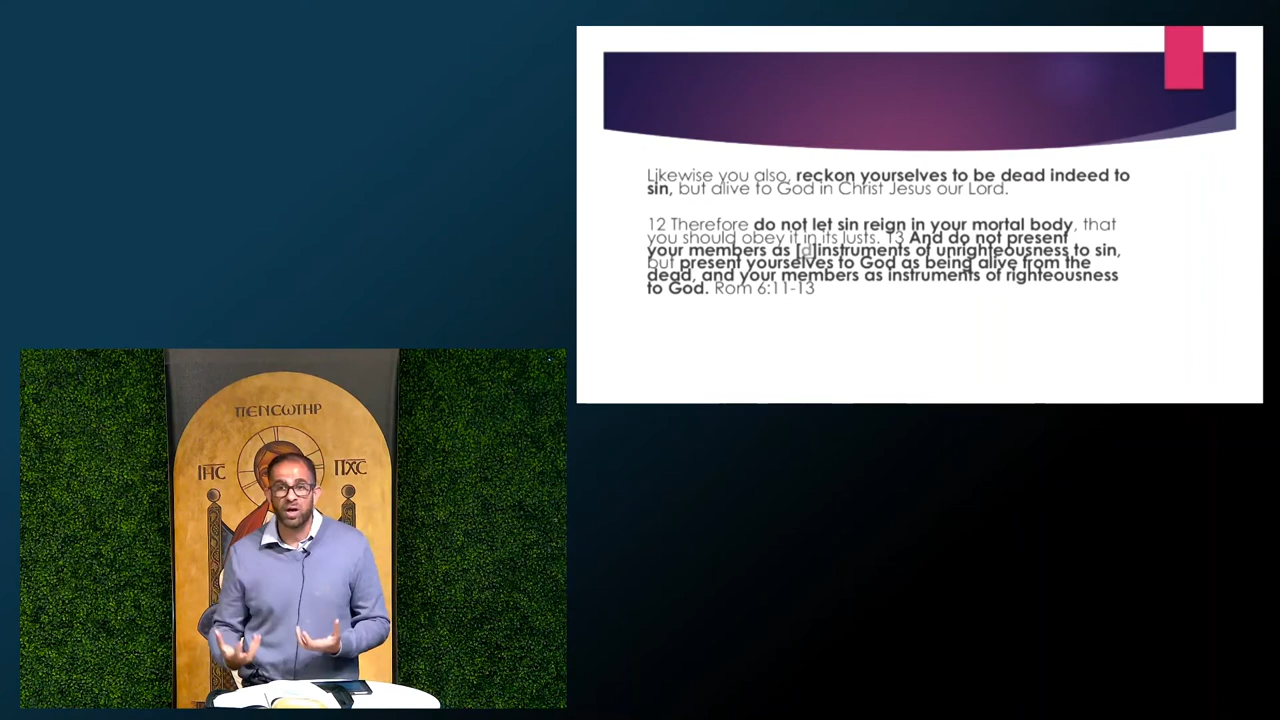 Likewise you also, reckon yourselves to be dead indeed to
sin, but alive to God in Christ Jesus our Lord.
12 Therefore do not let sin reign in your mortal body, that
you should obey it in its lusts. 13 And do not present
your members as [d]instruments of unrighteousness to sin,
but present yourselves to God as being alive from the
dead, and your members as instruments of righteousness
to God. Rom 6:11-13
ⲠⲈⲚⲤⲰⲦⲎⲢ
ⲒⲎⲤ
ⲠⲬⲤ